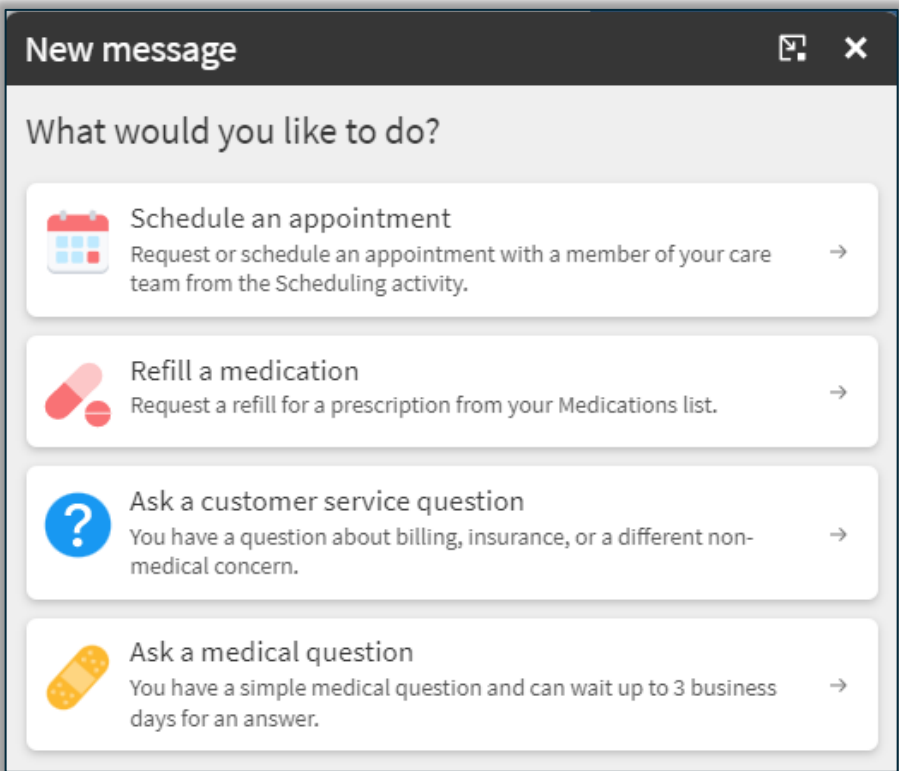 New message
What would you like to do?
Schedule an appointment
Request or schedule an appointment with a member of your care
team from the Scheduling activity.
Refill a medication
Request a refill for a prescription from your Medications list.
Ask a customer service question
You have a question about billing, insurance, or a different non-
medical concern.
Ask a medical question
You have a simple medical question and can wait up to 3 business
days for an answer.